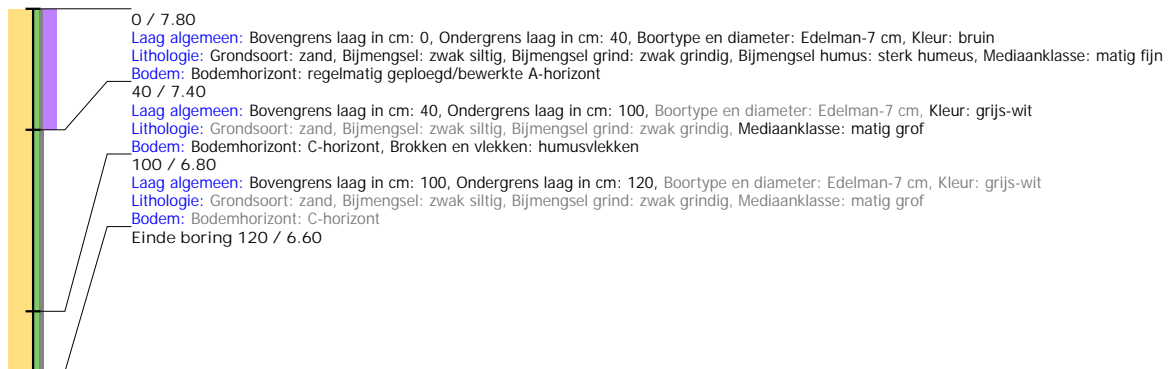 0 / 7.80
Laag algemeen: Bovengrens laag in cm: 0, Ondergrens laag in cm: 40, Boortype en diameter: Edelman-7 cm, Kleur: bruin
Lithologie: Grondsoort: zand, Bijmengsel: zwak siltig, Bijmengsel grind: zwak grindig, Bijmengsel humus: sterk humeus, Mediaanklasse: matig fijn
Bodem: Bodemhorizont: regelmatig geploegd/bewerkte A-horizont
40 / 7.40
Laag algemeen: Bovengrens laag in cm: 40, Ondergrens laag in cm: 100, Boortype en diameter: Edelman-7 cm, Kleur: grijs-wit
Lithologie: Grondsoort: zand, Bijmengsel: zwak siltig, Bijmengsel grind: zwak grindig, Mediaanklasse: matig grof
Bodem: Bodemhorizont: C-horizont, Brokken en vlekken: humusvlekken
100 / 6.80
Laag algemeen: Bovengrens laag in cm: 100, Ondergrens laag in cm: 120, Boortype en diameter: Edelman-7 cm, Kleur: grijs-wit
Lithologie: Grondsoort: zand, Bijmengsel: zwak siltig, Bijmengsel grind: zwak grindig, Mediaanklasse: matig grof
Bodem: Bodemhorizont: C-horizont
Einde boring 120 / 6.60